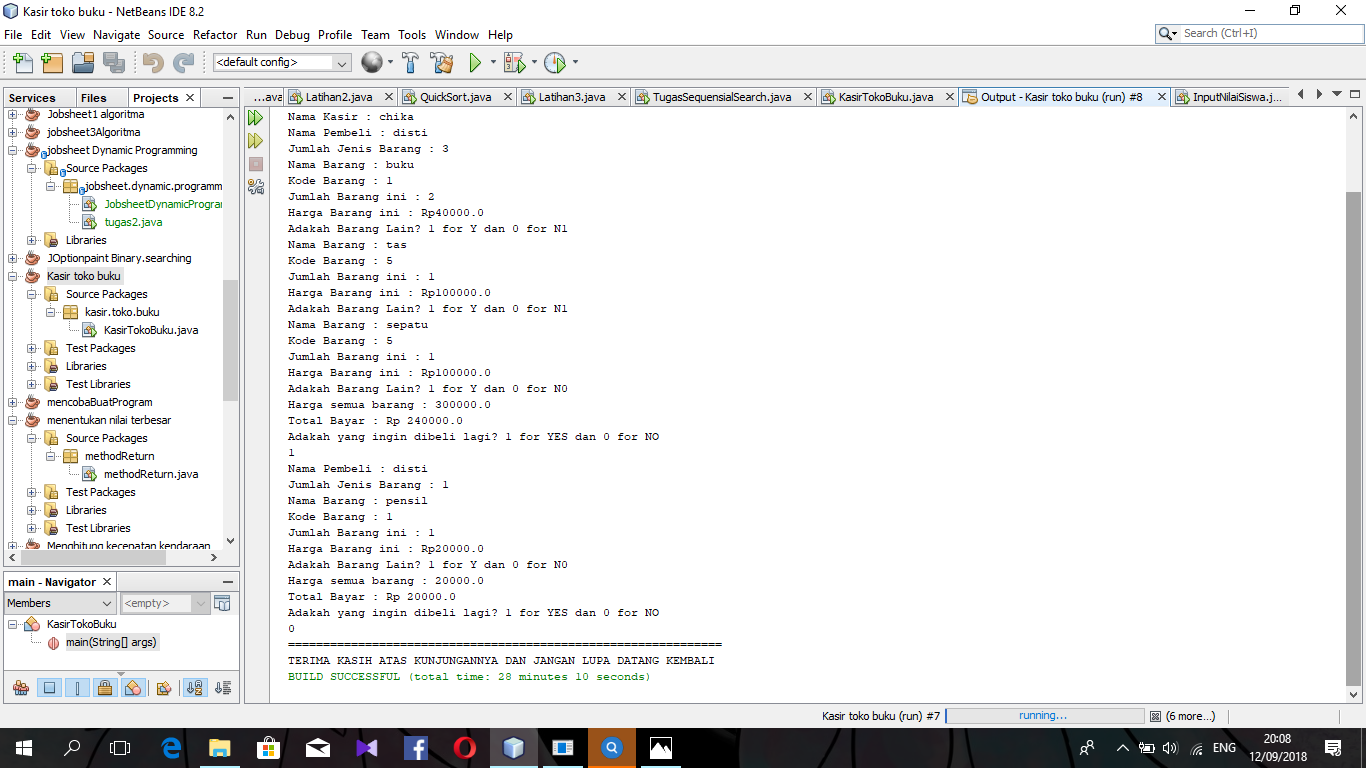 Kasir toko buku - NetBeans IDE 8.2
File Edit View Navigate Source Refactor Run Debug Profile Team Tools Window Help
Search (Ctrl+I)
<default config>
Services Files Projects
...ava Latihan2.java QuickSort.java Latihan3.java TugasSequensialSearch.java KasirTokoBuku.java Output - Kasir toko buku (run) #8 InputNilaiSiswa.j...
Jobsheet1 algoritma
jobsheet3Algoritma
jobsheet Dynamic Programming
Source Packages
jobsheet.dynamic.programm
JobsheetDynamicProgram
tugas2.java
Libraries
JOptionpaint Binary.searching
Kasir toko buku
Source Packages
kasir.toko.buku
KasirTokoBuku.java
Test Packages
Libraries
Test Libraries
mencobaBuatProgram
menentukan nilai terbesar
Source Packages
methodReturn
methodReturn.java
Test Packages
Libraries
Test Libraries
Menghitung kecepatan kendaraan
main - Navigator
Members
<empty>
KasirTokoBuku
main(String[] args)
Nama Kasir : chika
Nama Pembeli : disti
Jumlah Jenis Barang : 3
Nama Barang : buku
Kode Barang : 1
Jumlah Barang ini : 2
Harga Barang ini : Rp40000.0
Adakah Barang Lain? 1 for Y dan 0 for N1
Nama Barang : tas
Kode Barang : 5
Jumlah Barang ini : 1
Harga Barang ini : Rp100000.0
Adakah Barang Lain? 1 for Y dan 0 for N1
Nama Barang : sepatu
Kode Barang : 5
Jumlah Barang ini : 1
Harga Barang ini : Rp100000.0
Adakah Barang Lain? 1 for Y dan 0 for N0
Harga semua barang : 300000.0
Total Bayar : Rp 240000.0
Adakah yang ingin dibeli lagi? 1 for YES dan 0 for NO
1
Nama Pembeli : disti
Jumlah Jenis Barang : 1
Nama Barang : pensil
Kode Barang : 1
Jumlah Barang ini : 1
Harga Barang ini : Rp20000.0
Adakah Barang Lain? 1 for Y dan 0 for N0
Harga semua barang : 20000.0
Total Bayar : Rp 20000.0
Adakah yang ingin dibeli lagi? 1 for YES dan 0 for NO
0
==============================================================
TERIMA KASIH ATAS KUNJUNGANNYA DAN JANGAN LUPA DATANG KEMBALI
BUILD SUCCESSFUL (total time: 28 minutes 10 seconds)
Kasir toko buku (run) #7 running... (6 more...)
ENG
20:08
12/09/2018